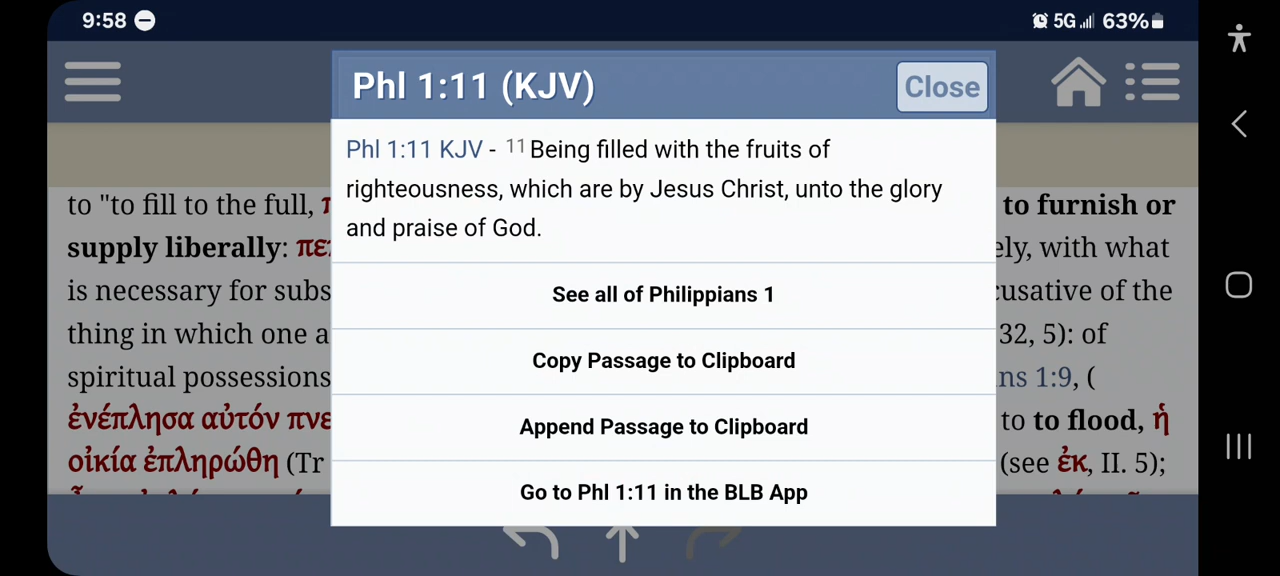 9:58
5G 63%
Phl 1:11 (KJV)
Close
Phl 1:11 KJV - 11 Being filled with the fruits of
righteousness, which are by Jesus Christ, unto the glory
and praise of God.
See all of Philippians 1
Copy Passage to Clipboard
Append Passage to Clipboard
Go to Phl 1:11 in the BLB App
to "to fill to the full, to furnish or
supply liberally: with what
is necessary for of the
thing in which one 32, 5): of
spiritual possessions 1:9, (
ἐνέπλησα αὐτόν to to flood, ἡ
οἰκία ἐπληρώθη (Tr (see ἐκ, II. 5);